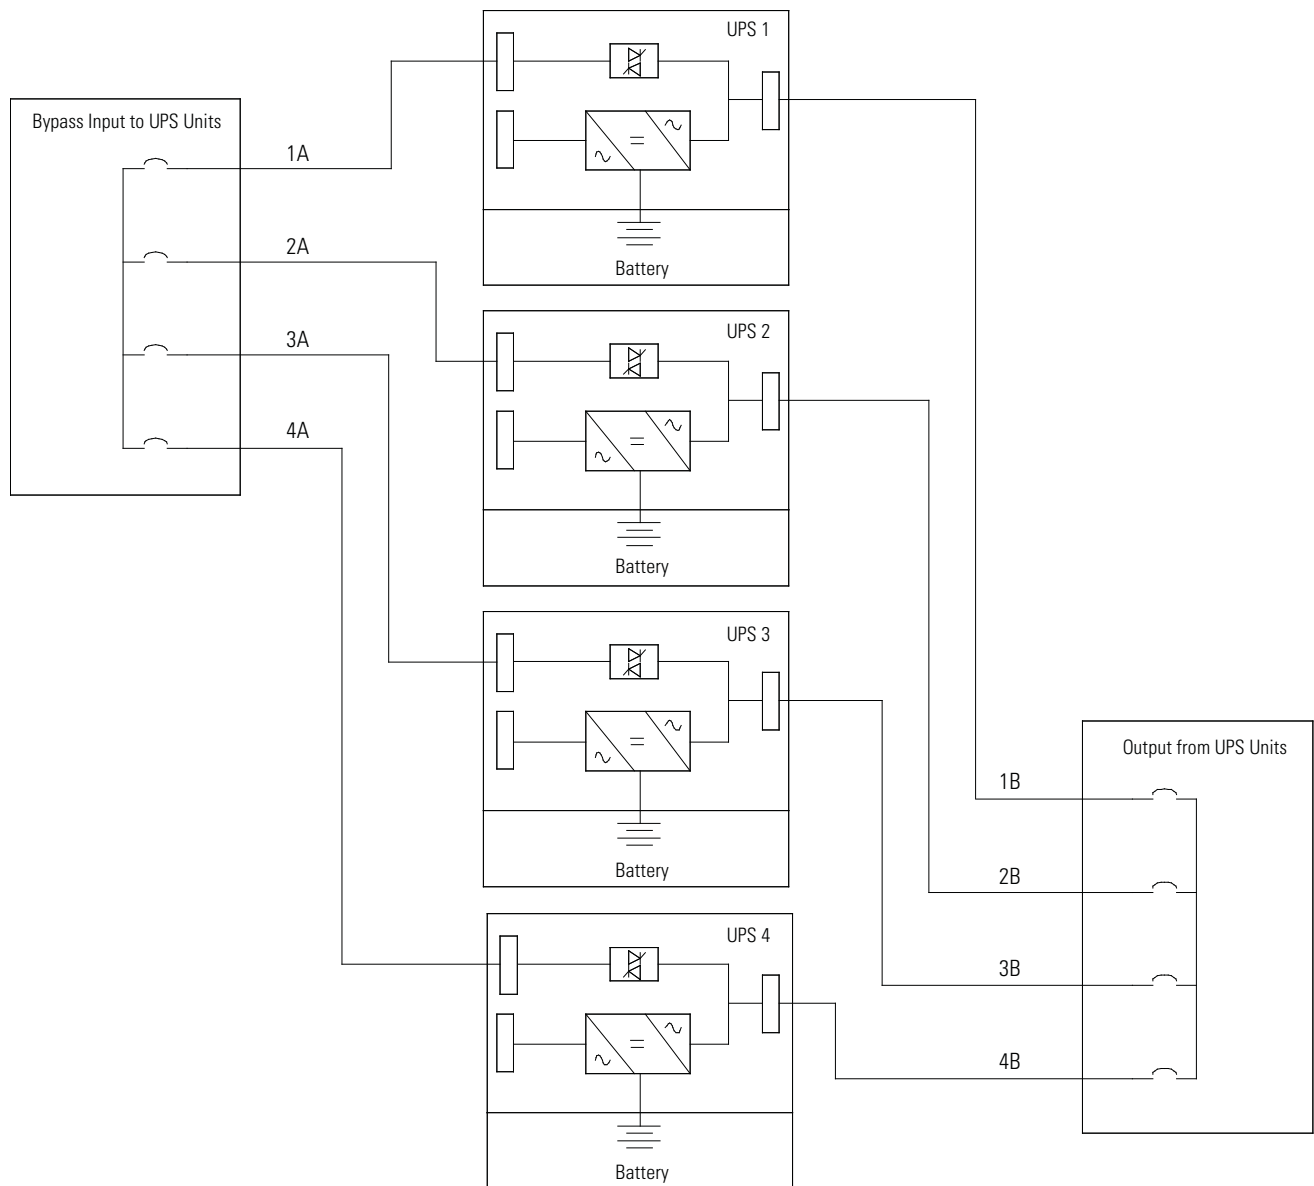 UPS 1
Bypass Input to UPS Units
1A
2A
3A
4A
Battery
UPS 2
Battery
UPS 3
Battery
Output from UPS Units
1B
2B
3B
4B
UPS 4
Battery